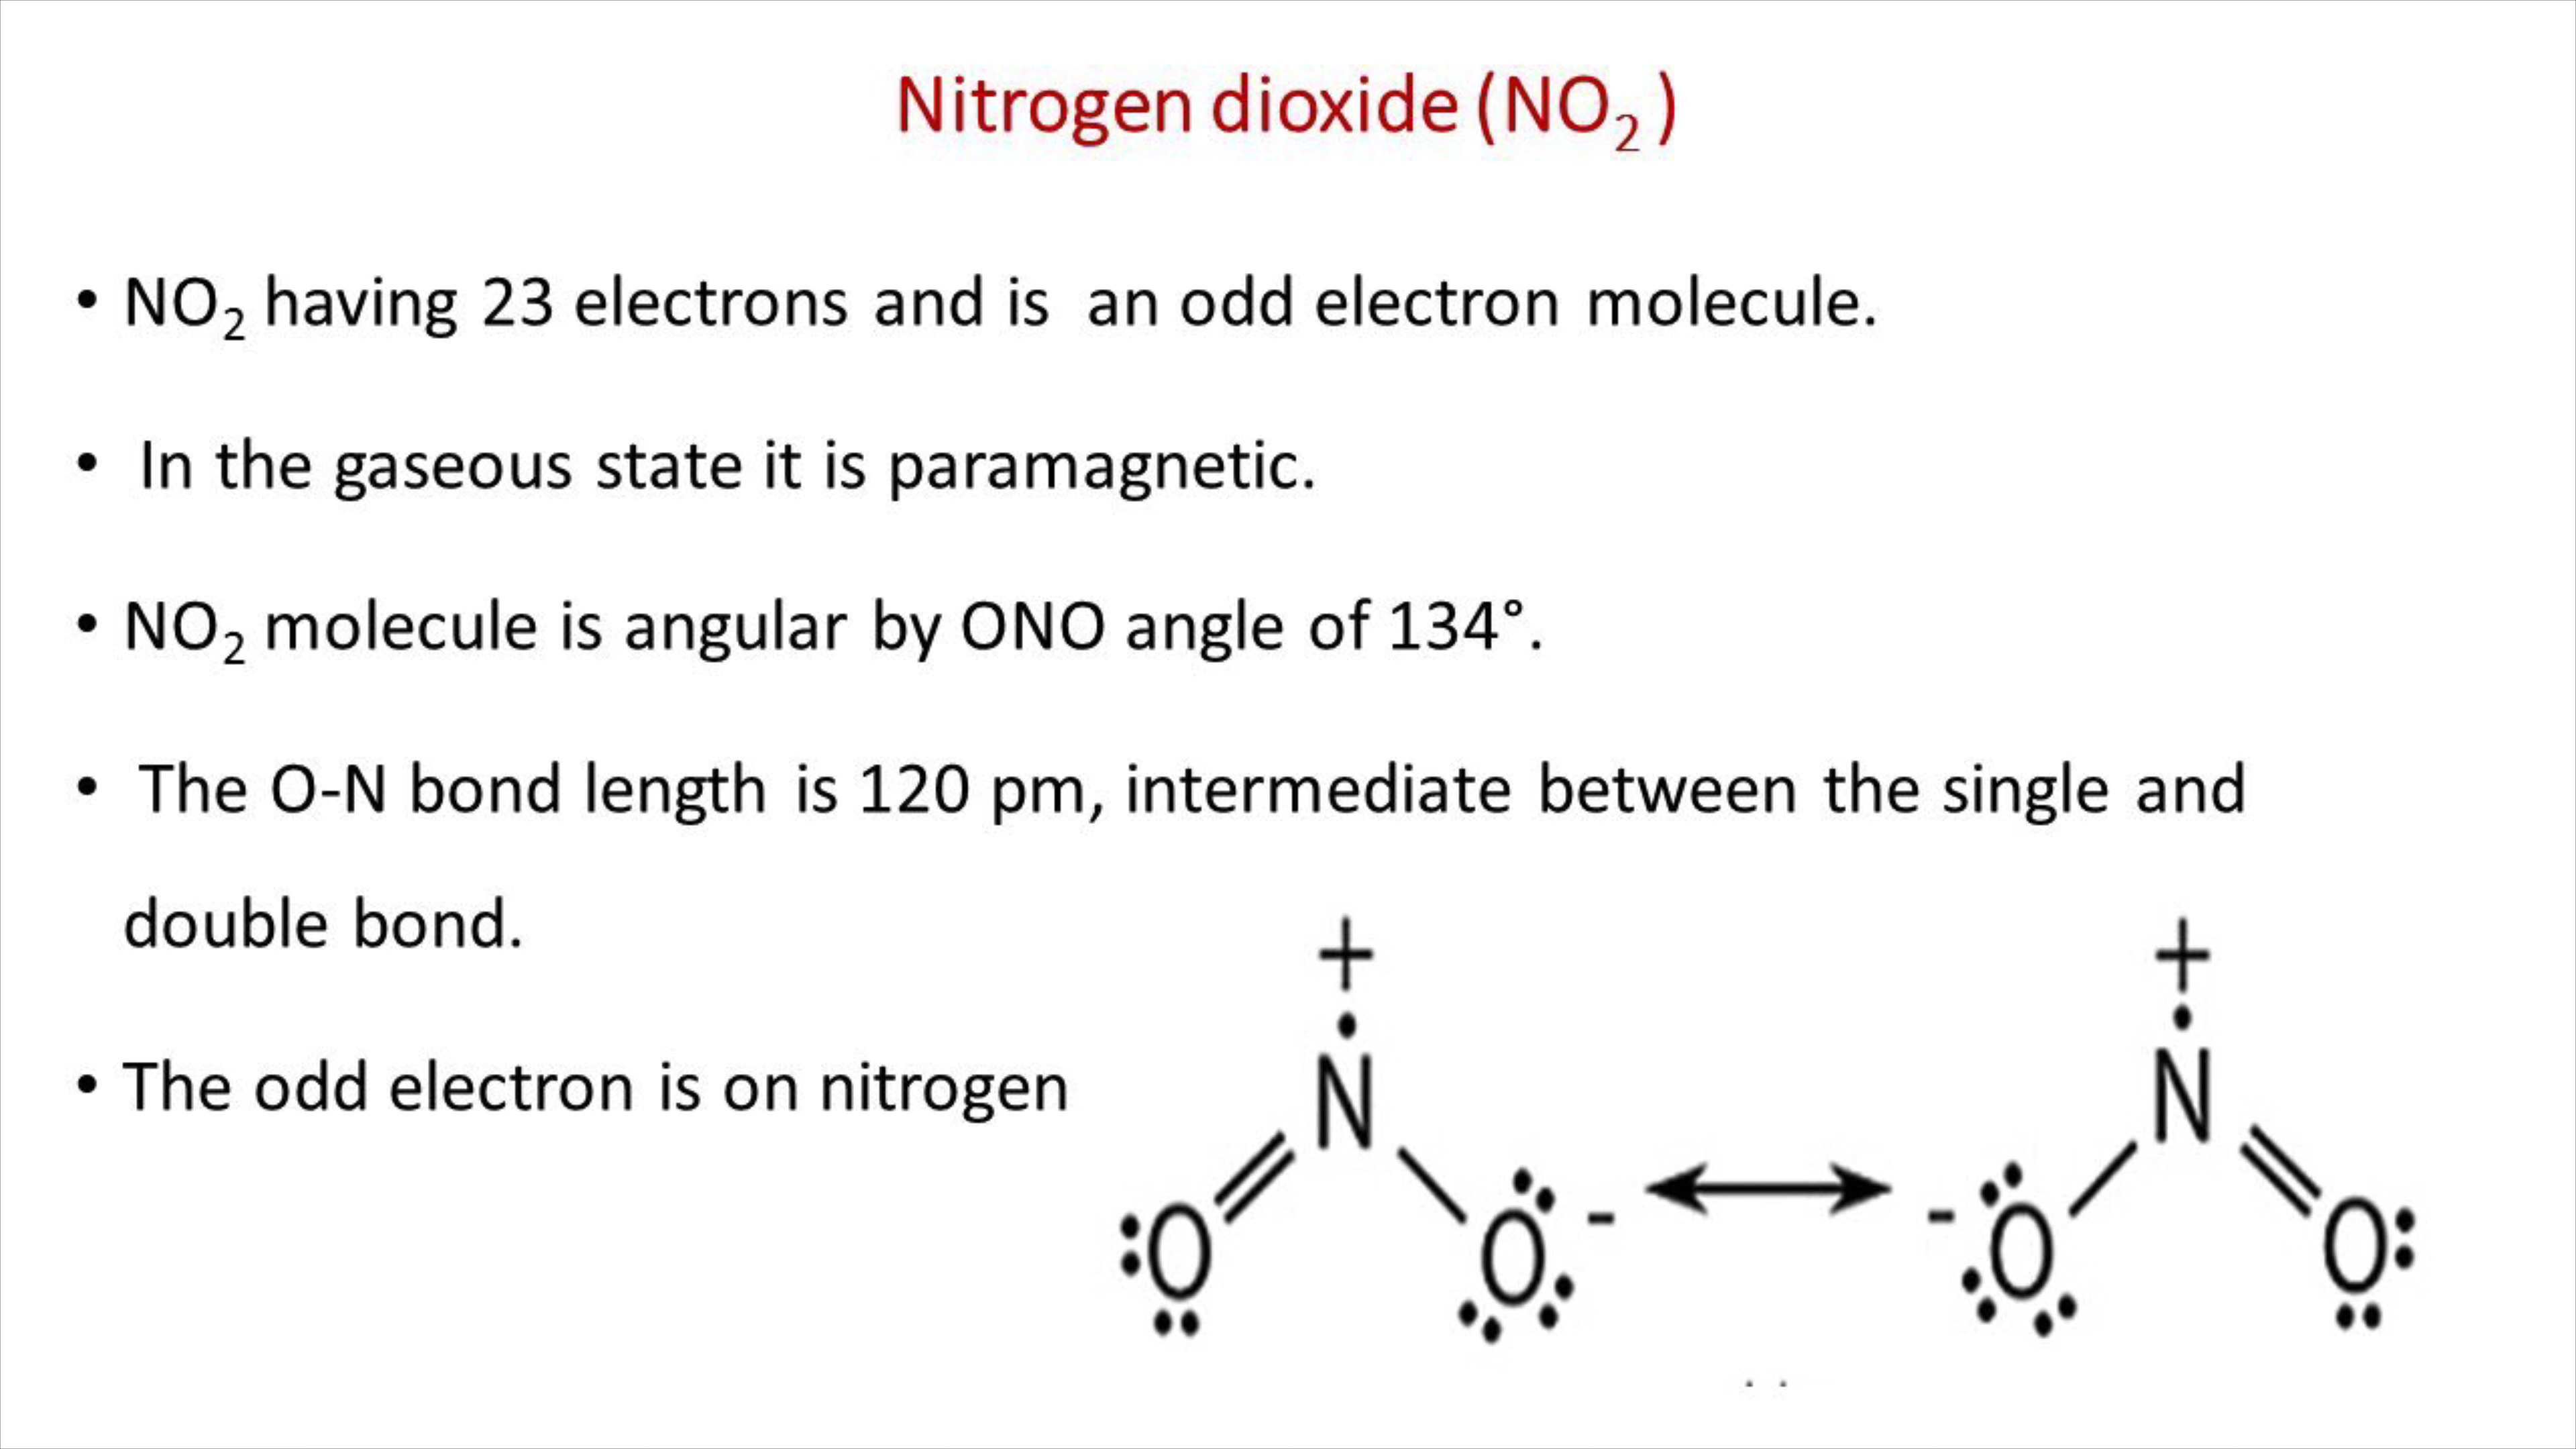 Nitrogen dioxide (NO₂ )
• NO₂ having 23 electrons and is an odd electron molecule.
• In the gaseous state it is paramagnetic.
• NO₂ molecule is angular by ONO angle of 134°.
• The O-N bond length is 120 pm, intermediate between the single and
double bond.
• The odd electron is on nitrogen
+ +
N N
O O - - O O